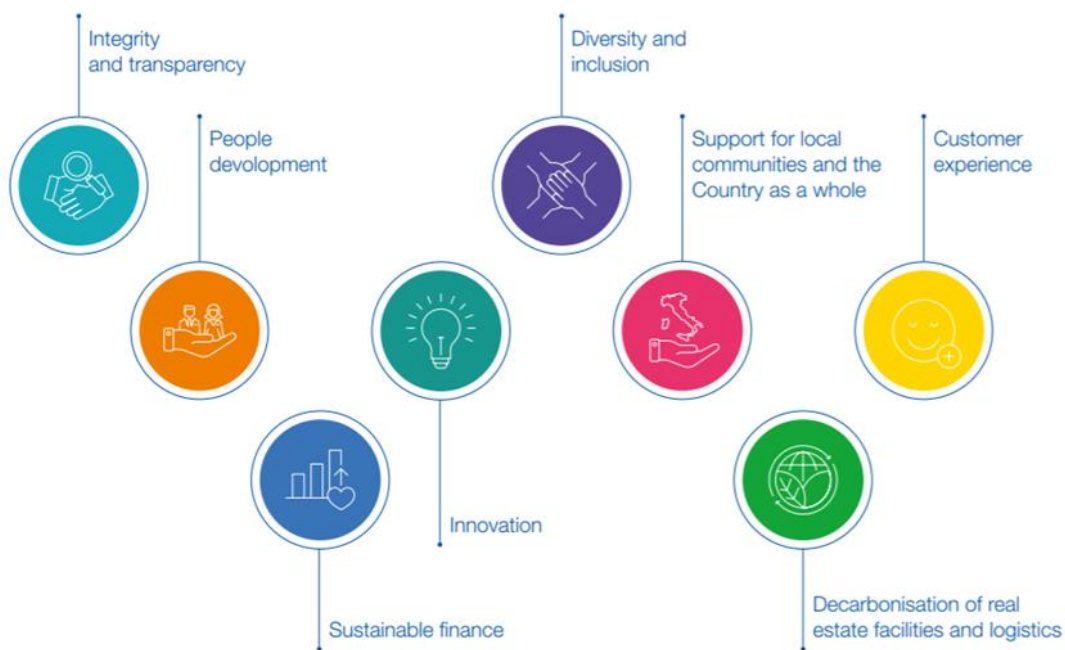 Integrity
and transparency
Diversity and
inclusion
People
devolopment
Support for local
communities and the
Country as a whole
Customer
experience
Innovation
Sustainable finance
Decarbonisation of real
estate facilities and logistics